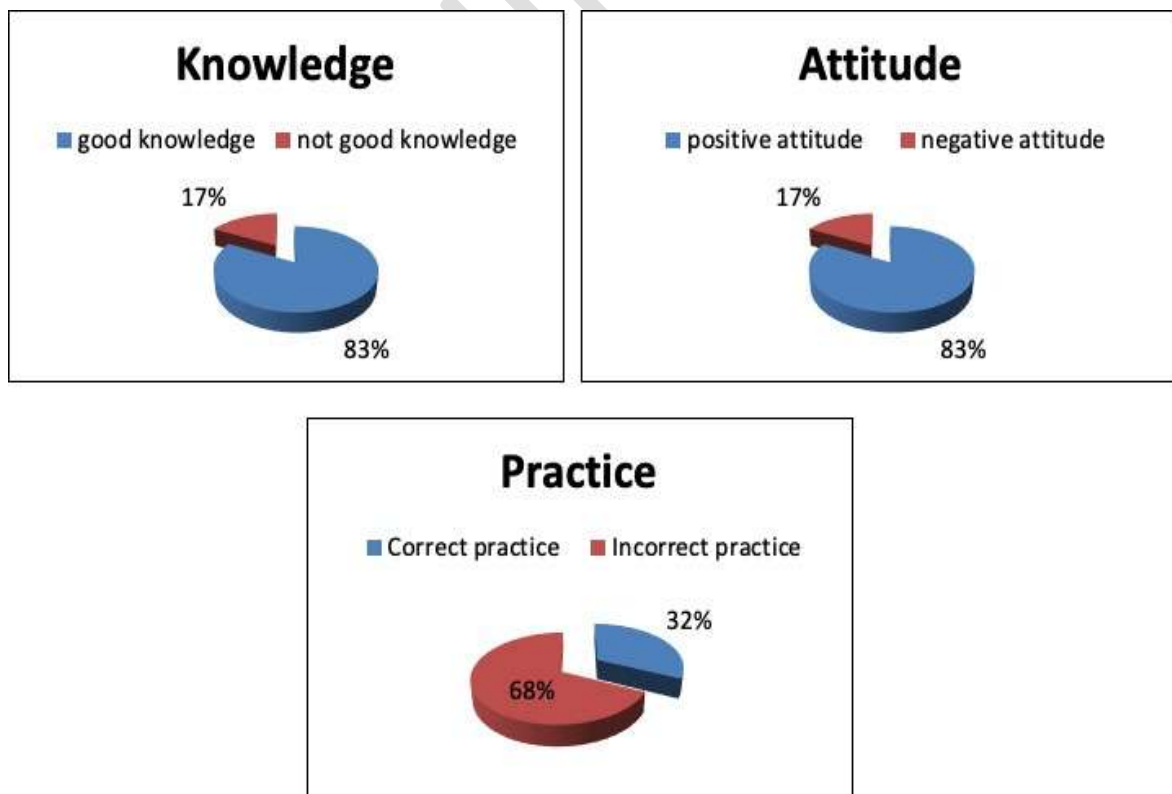 Knowledge
good knowledge not good knowledge
17%
83%
Attitude
positive attitude negative attitude
17%
83%
Practice
Correct practice Incorrect practice
32%
68%